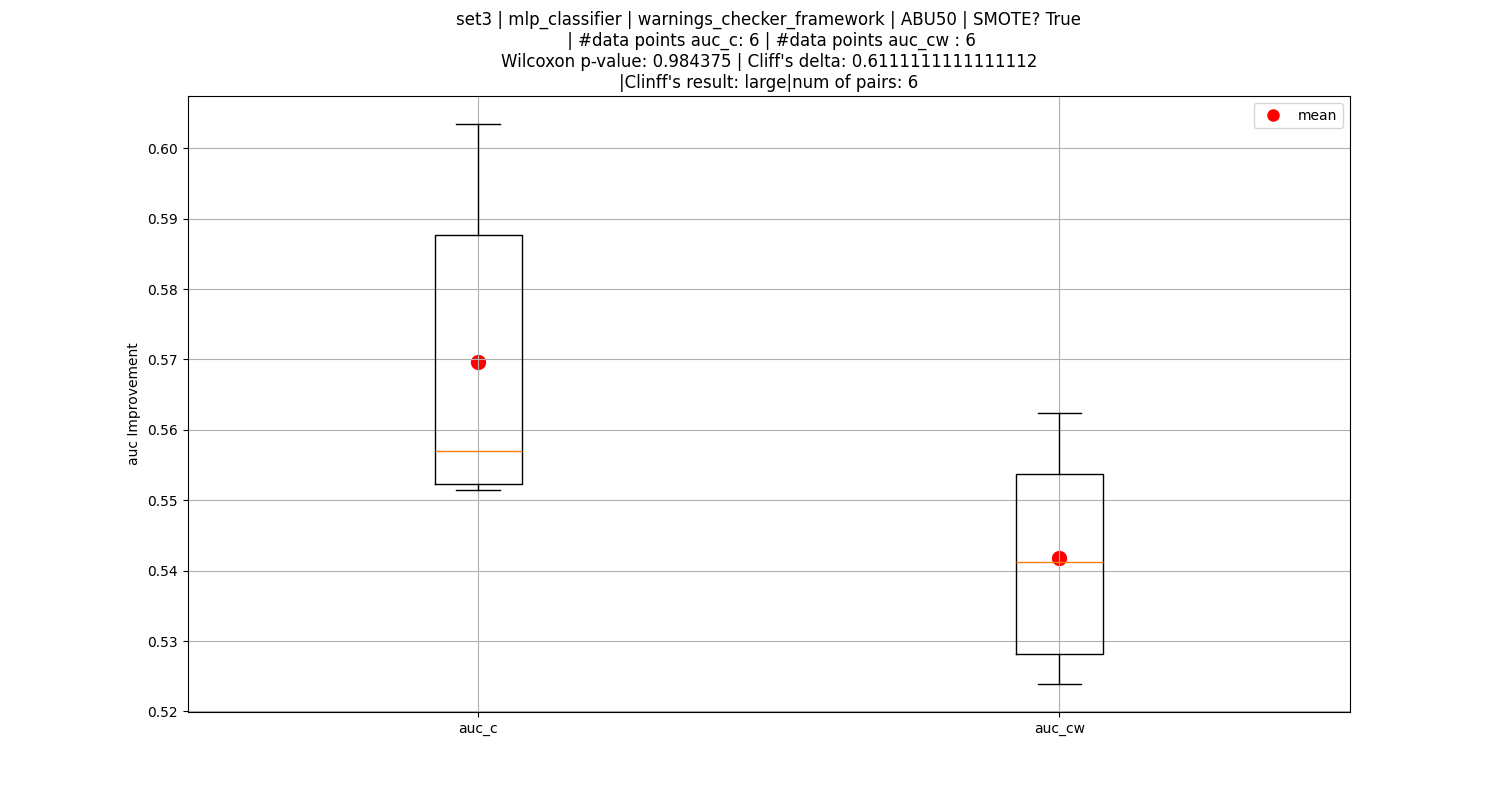 set3 | mlp_classifier | warnings_checker_framework | ABU50 | SMOTE? True
| #data points auc_c: 6 | #data points auc_cw : 6
Wilcoxon p-value: 0.984375 | Cliff's delta: 0.6111111111111112
|Clinff's result: large|num of pairs: 6
mean
0.60
0.59
0.58
0.57
0.56
0.55
0.54
0.53
0.52
auc Improvement
auc_c
auc_cw